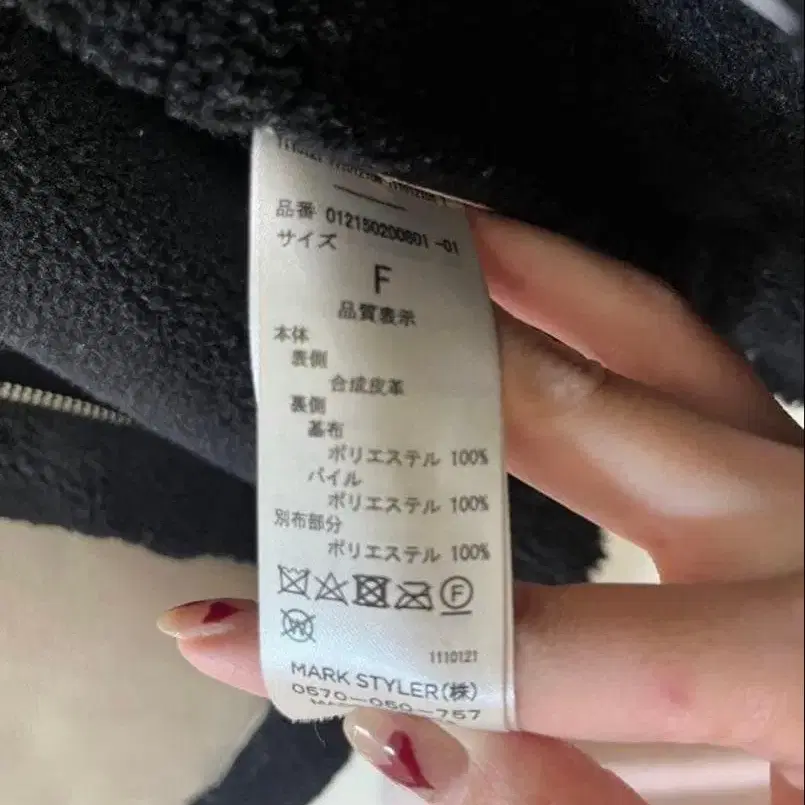 品番 012150200801 -01
サイズ
F
品質表示
本体
表側
合成皮革
裏側
基布
ポリエステル 100%
パイル
ポリエステル 100%
別布部分
ポリエステル 100%
F
W
1110121
MARK STYLER(株)
0570-050-757